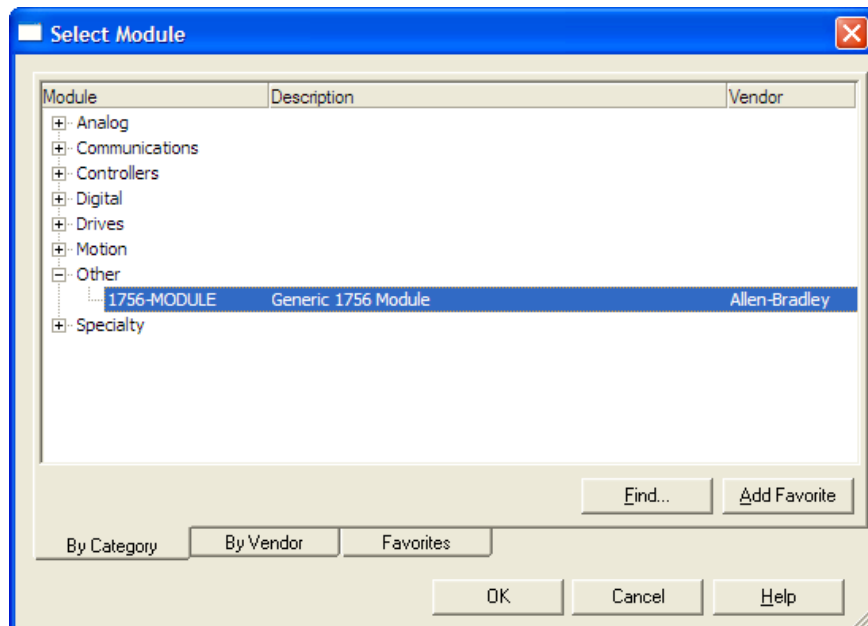 Select Module
Module Description Vendor
Analog
Communications
Controllers
Digital
Drives
Motion
Other
1756-MODULE Generic 1756 Module Allen-Bradley
Specialty
Find... Add Favorite
By Category By Vendor Favorites
OK Cancel Help